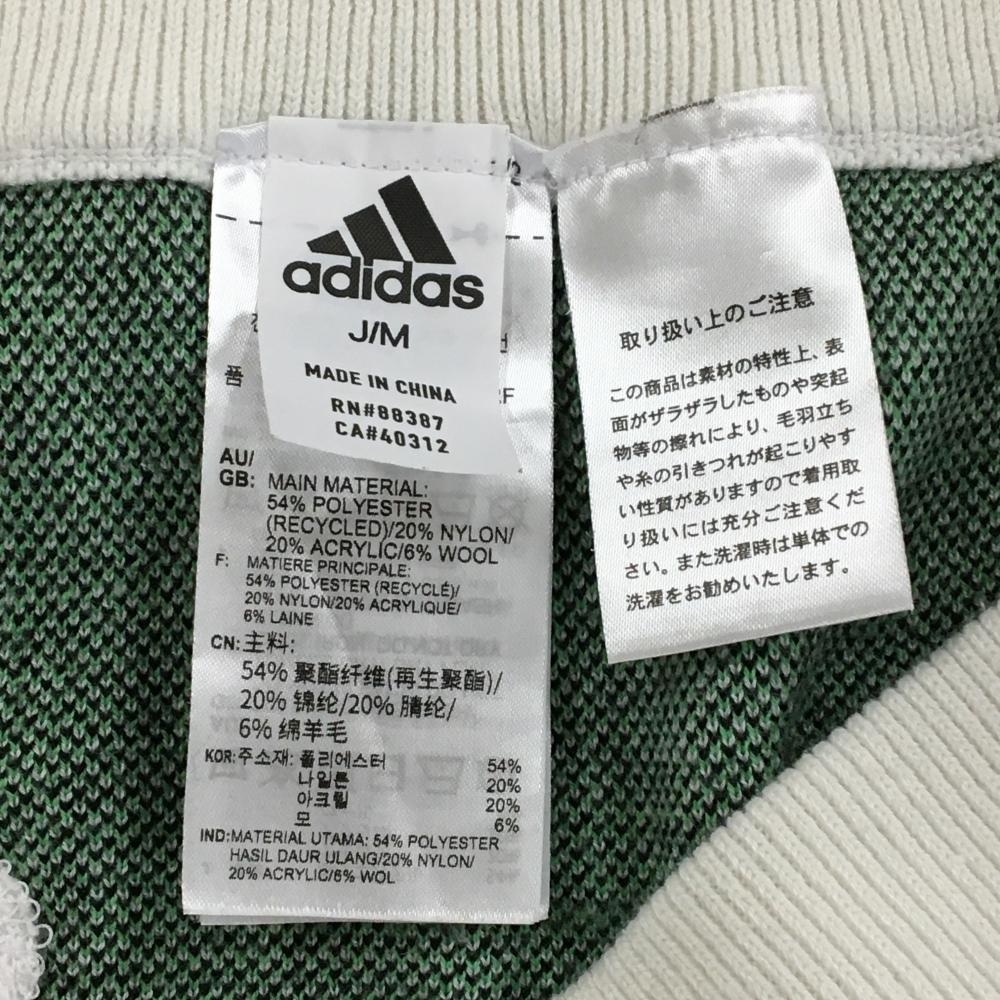 adidas
J/M
MADE IN CHINA
RN#88387
CA#40312
품
AU/
GB: MAIN MATERIAL:
54% POLYESTER
(RECYCLED)/20% NYLON/
20% ACRYLIC/6% WOOL
F: MATIERE PRINCIPALE:
54% POLYESTER (RECYCLÉ)/
20% NYLON/20% ACRYLIQUE/
6% LAINE
CN: 主料:
54% 聚酯纤维(再生聚酯)/
20% 锦纶/20% 腈纶/
6% 绵羊毛
KOR: 주소재: 폴리에스터 54%
나일론 20%
아크릴 20%
모 6%
IND: MATERIAL UTAMA: 54% POLYESTER
HASIL DAUR ULANG/20% NYLON/
20% ACRYLIC/6% WOL
取り扱い上のご注意
この商品は素材の特性上、表
面がザラザラしたものや突起
物等の擦れにより、毛羽立ち
や糸の引きつれが起こりやす
い性質がありますので着用取
り扱いには充分ご注意くだ
さい。また洗濯時は単体での
洗濯をお勧めいたします。